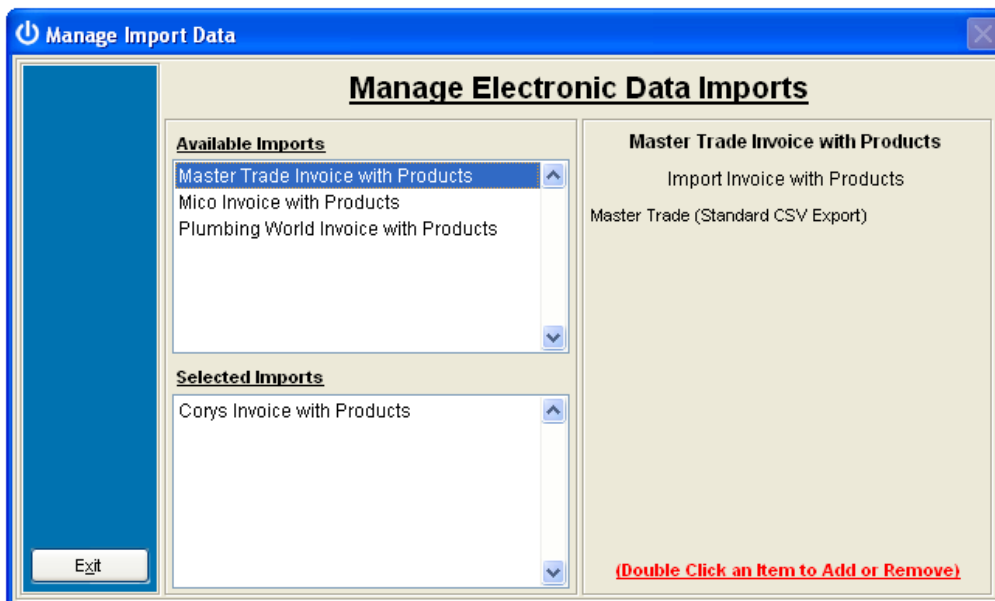 Manage Import Data
Manage Electronic Data Imports
Available Imports
Master Trade Invoice with Products
Mico Invoice with Products
Plumbing World Invoice with Products
Selected Imports
Corys Invoice with Products
Exit
Master Trade Invoice with Products
Import Invoice with Products
Master Trade (Standard CSV Export)
(Double Click an Item to Add or Remove)